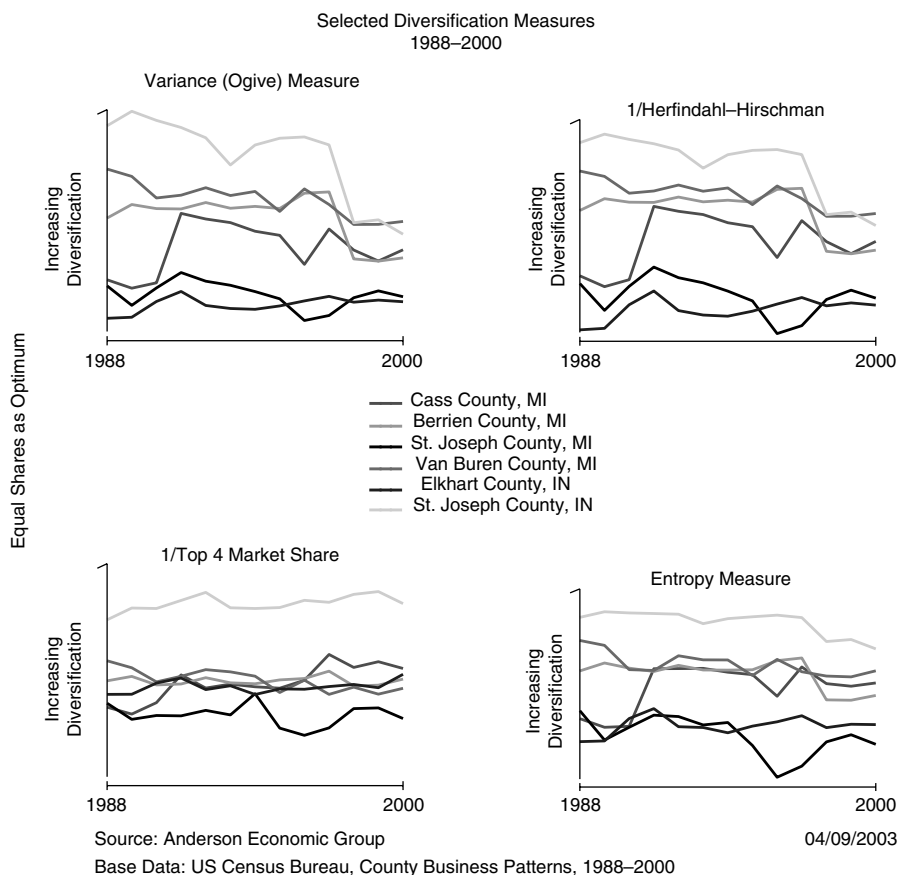 Selected Diversification Measures
1988–2000
Variance (Ogive) Measure
1/Herfindahl–Hirschman
Increasing
Diversification
Increasing
Diversification
1988
2000
1988
2000
Equal Shares as Optimum
Cass County, MI
Berrien County, MI
St. Joseph County, MI
Van Buren County, MI
Elkhart County, IN
St. Joseph County, IN
1/Top 4 Market Share
Entropy Measure
Increasing
Diversification
Increasing
Diversification
1988
2000
1988
2000
Source: Anderson Economic Group
04/09/2003
Base Data: US Census Bureau, County Business Patterns, 1988–2000